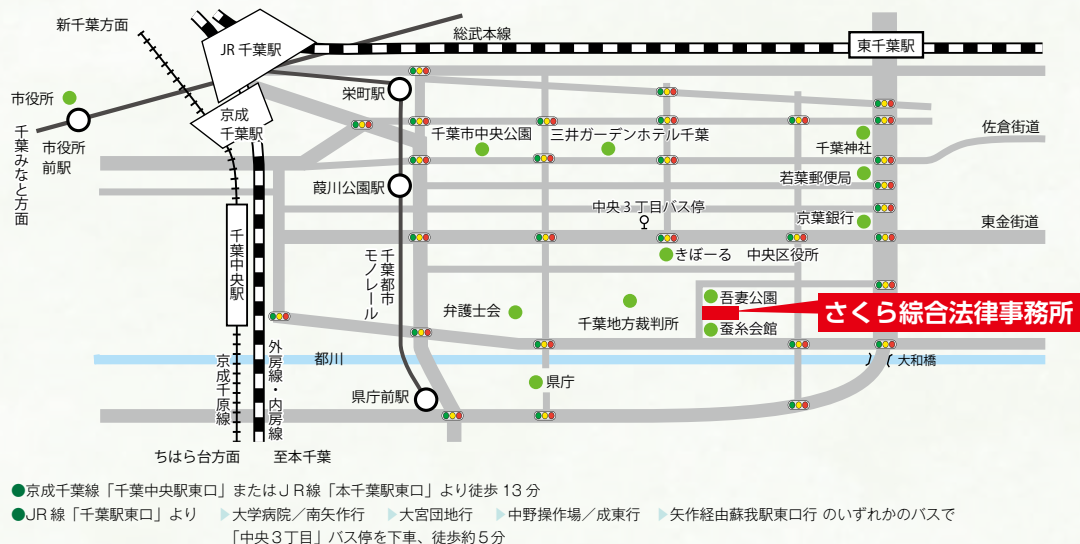 新千葉方面
JR 千葉駅
総武本線
東千葉駅
市役所
栄町駅
京成
千葉駅
市役所
前駅
千葉みなと方面
千葉市中央公園
三井ガーデンホテル千葉
千葉神社
佐倉街道
葭川公園駅
若葉郵便局
中央３丁目バス停
京葉銀行
東金街道
千葉中央駅
千葉都市
モノレール
きぼーる　中央区役所
弁護士会
千葉地方裁判所
吾妻公園
さくら綜合法律事務所
蚕糸会館
京成千原線
外房線・内房線
都川
大和橋
県庁前駅
県庁
ちはら台方面
至本千葉
●京成千葉線「千葉中央駅東口」またはＪＲ線「本千葉駅東口」より徒歩 13 分
●JR 線「千葉駅東口」より　▶大学病院／南矢作行　▶大宮団地行　▶中野操作場／成東行　▶矢作経由蘇我駅東口行 のいずれかのバスで
「中央３丁目」バス停を下車、徒歩約５分